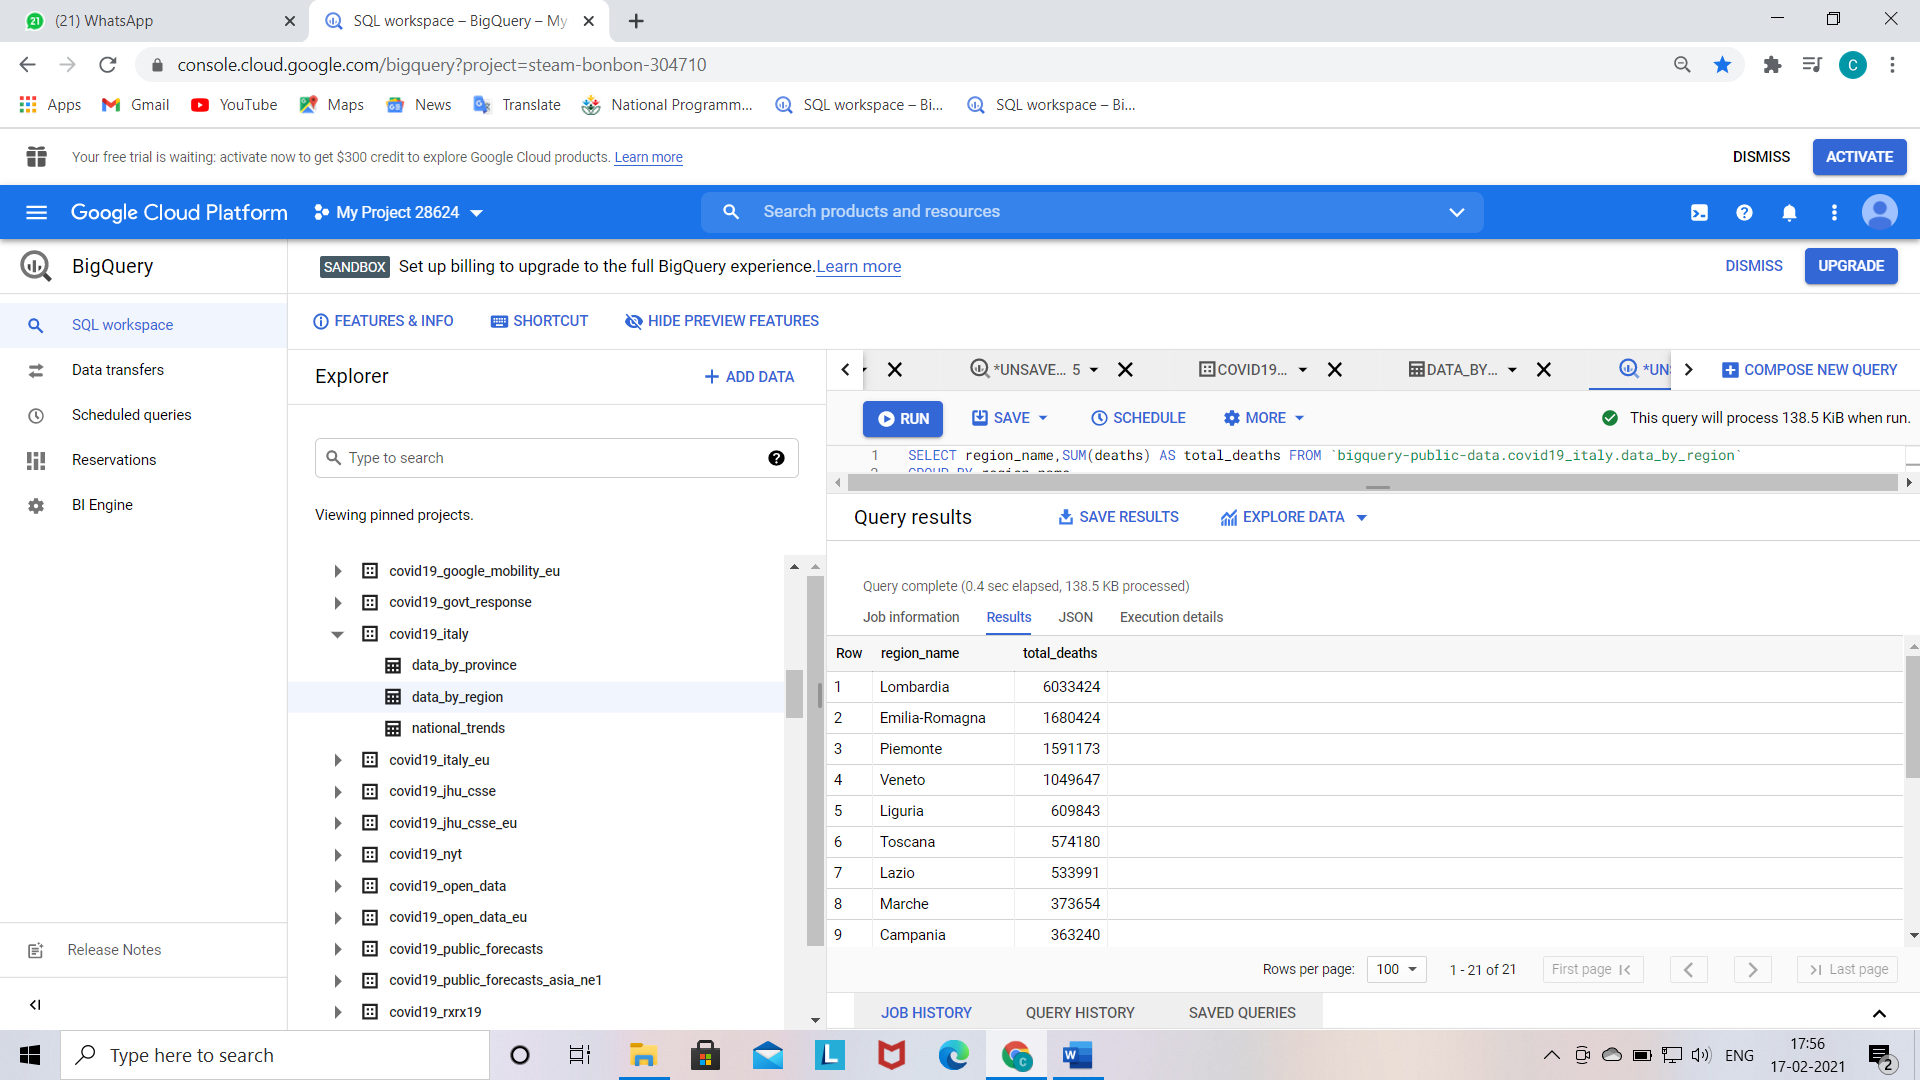 (21) WhatsApp
SQL workspace – BigQuery – My
console.cloud.google.com/bigquery?project=steam-bonbon-304710
C
Apps
Gmail
YouTube
Maps
News
Translate
National Programm...
SQL workspace – Bi...
SQL workspace – Bi...
Your free trial is waiting: activate now to get $300 credit to explore Google Cloud products. Learn more
DISMISS
ACTIVATE
Google Cloud Platform
My Project 28624
Search products and resources
BigQuery
SANDBOX Set up billing to upgrade to the full BigQuery experience. Learn more
DISMISS
UPGRADE
SQL workspace
Data transfers
Scheduled queries
Reservations
BI Engine
Release Notes
FEATURES & INFO
SHORTCUT
HIDE PREVIEW FEATURES
Explorer
ADD DATA
Type to search
Viewing pinned projects.
covid19_google_mobility_eu
covid19_govt_response
covid19_italy
data_by_province
data_by_region
national_trends
covid19_italy_eu
covid19_jhu_csse
covid19_jhu_csse_eu
covid19_nyt
covid19_open_data
covid19_open_data_eu
covid19_public_forecasts
covid19_public_forecasts_asia_ne1
covid19_rxrx19
*UNSAVE... 5
COVID19...
DATA_BY...
*UNS
COMPOSE NEW QUERY
RUN
SAVE
SCHEDULE
MORE
This query will process 138.5 KiB when run.
1 SELECT region_name,SUM(deaths) AS total_deaths FROM `bigquery-public-data.covid19_italy.data_by_region`
2 GROUP BY region_name
Query results
SAVE RESULTS
EXPLORE DATA
Query complete (0.4 sec elapsed, 138.5 KB processed)
Job information
Results
JSON
Execution details
Row region_name total_deaths
1 Lombardia 6033424
2 Emilia-Romagna 1680424
3 Piemonte 1591173
4 Veneto 1049647
5 Liguria 609843
6 Toscana 574180
7 Lazio 533991
8 Marche 373654
9 Campania 363240
Rows per page: 100 1 - 21 of 21 First page Last page
JOB HISTORY
QUERY HISTORY
SAVED QUERIES
Type here to search
ENG
17:56
17-02-2021
2